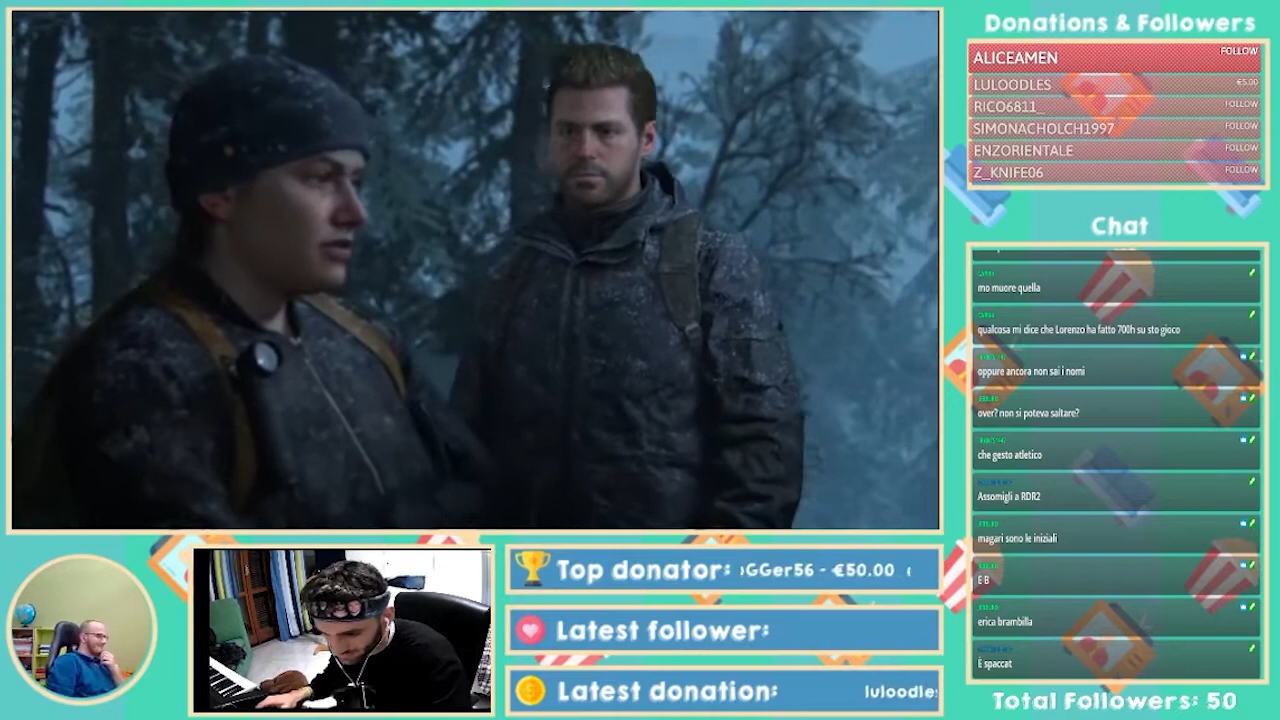 Donations & Followers
ALICEAMEN FOLLOW
LULOODLES €5.00
RICO6811_ FOLLOW
SIMONACHOLCH1997 FOLLOW
ENZORIENTALE FOLLOW
Z_KNIFE06 FOLLOW
Chat
mo muore quella
qualcosa mi dice che Lorenzo ha fatto 700h su sto gioco
oppure ancora non sai i nomi
over? non si poteva saltare?
che gesto atletico
Assomigli a RDR2
magari sono le iniziali
E B
erica brambilla
È spaccat
Total Followers: 50
Top donator: GGer56 - €50.00
Latest follower:
Latest donation: luloodle